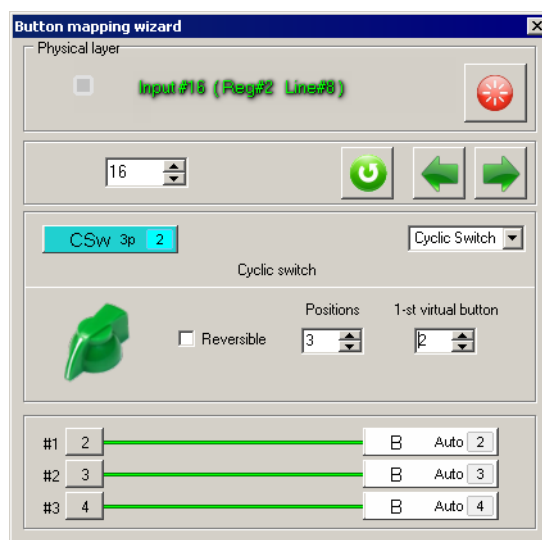 Button mapping wizard
Physical layer
Input#16 (Reg#2 Line#8)
16
CSw 3p 2
Cyclic Switch
Cyclic switch
Positions 1-st virtual button
Reversible 3 2
#1 2 B Auto 2
#2 3 B Auto 3
#3 4 B Auto 4